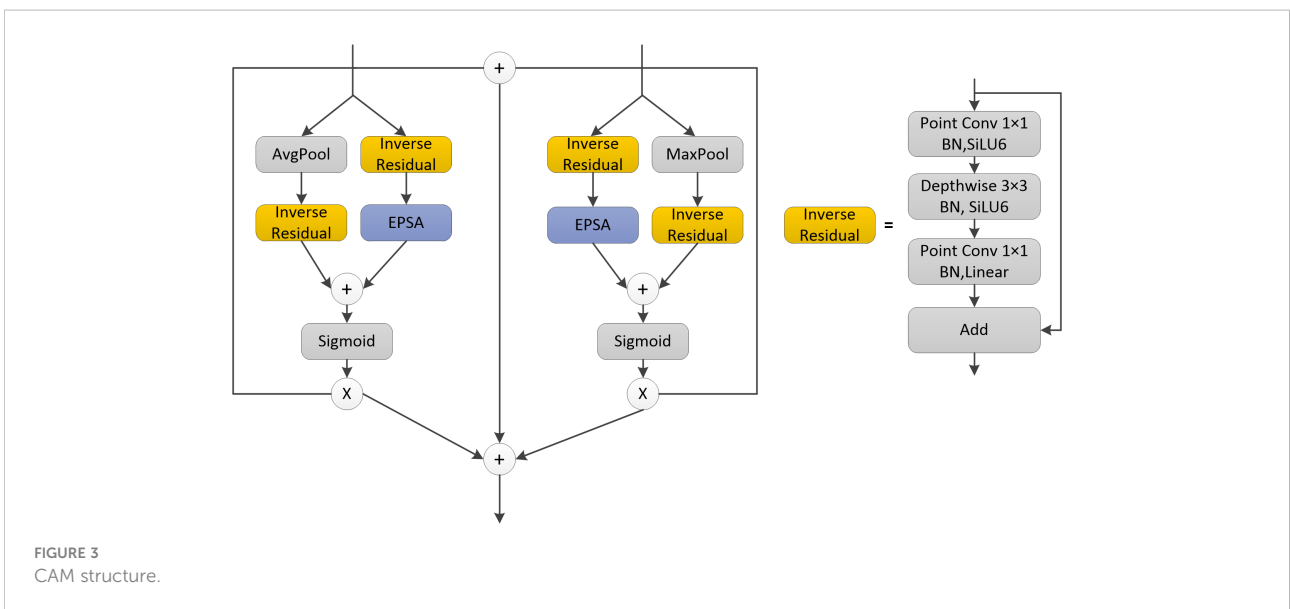 +
AvgPool
Inverse
Residual
Inverse
Residual
MaxPool
Inverse
Residual
EPSA
EPSA
Inverse
Residual
+
+
Sigmoid
Sigmoid
X
X
+
Inverse
Residual
=
Point Conv 1×1
BN,SiLU6
Depthwise 3×3
BN, SiLU6
Point Conv 1×1
BN,Linear
Add
FIGURE 3
CAM structure.